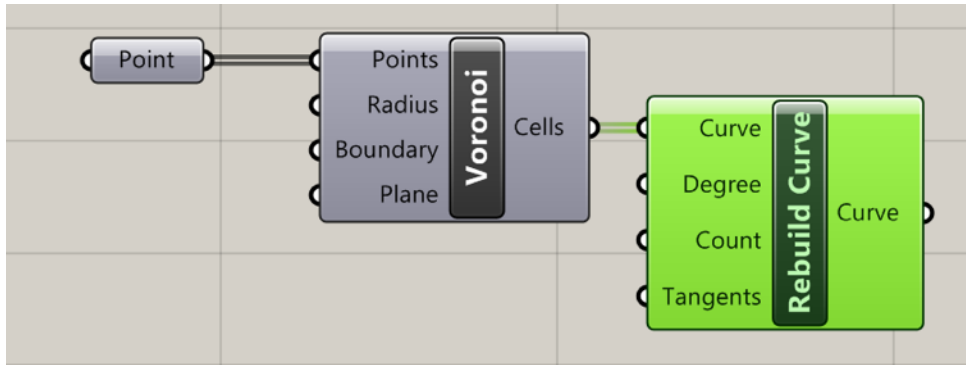 Point
Points
Radius
Boundary
Plane
Voronoi
Cells
Curve
Degree
Count
Tangents
Rebuild Curve
Curve